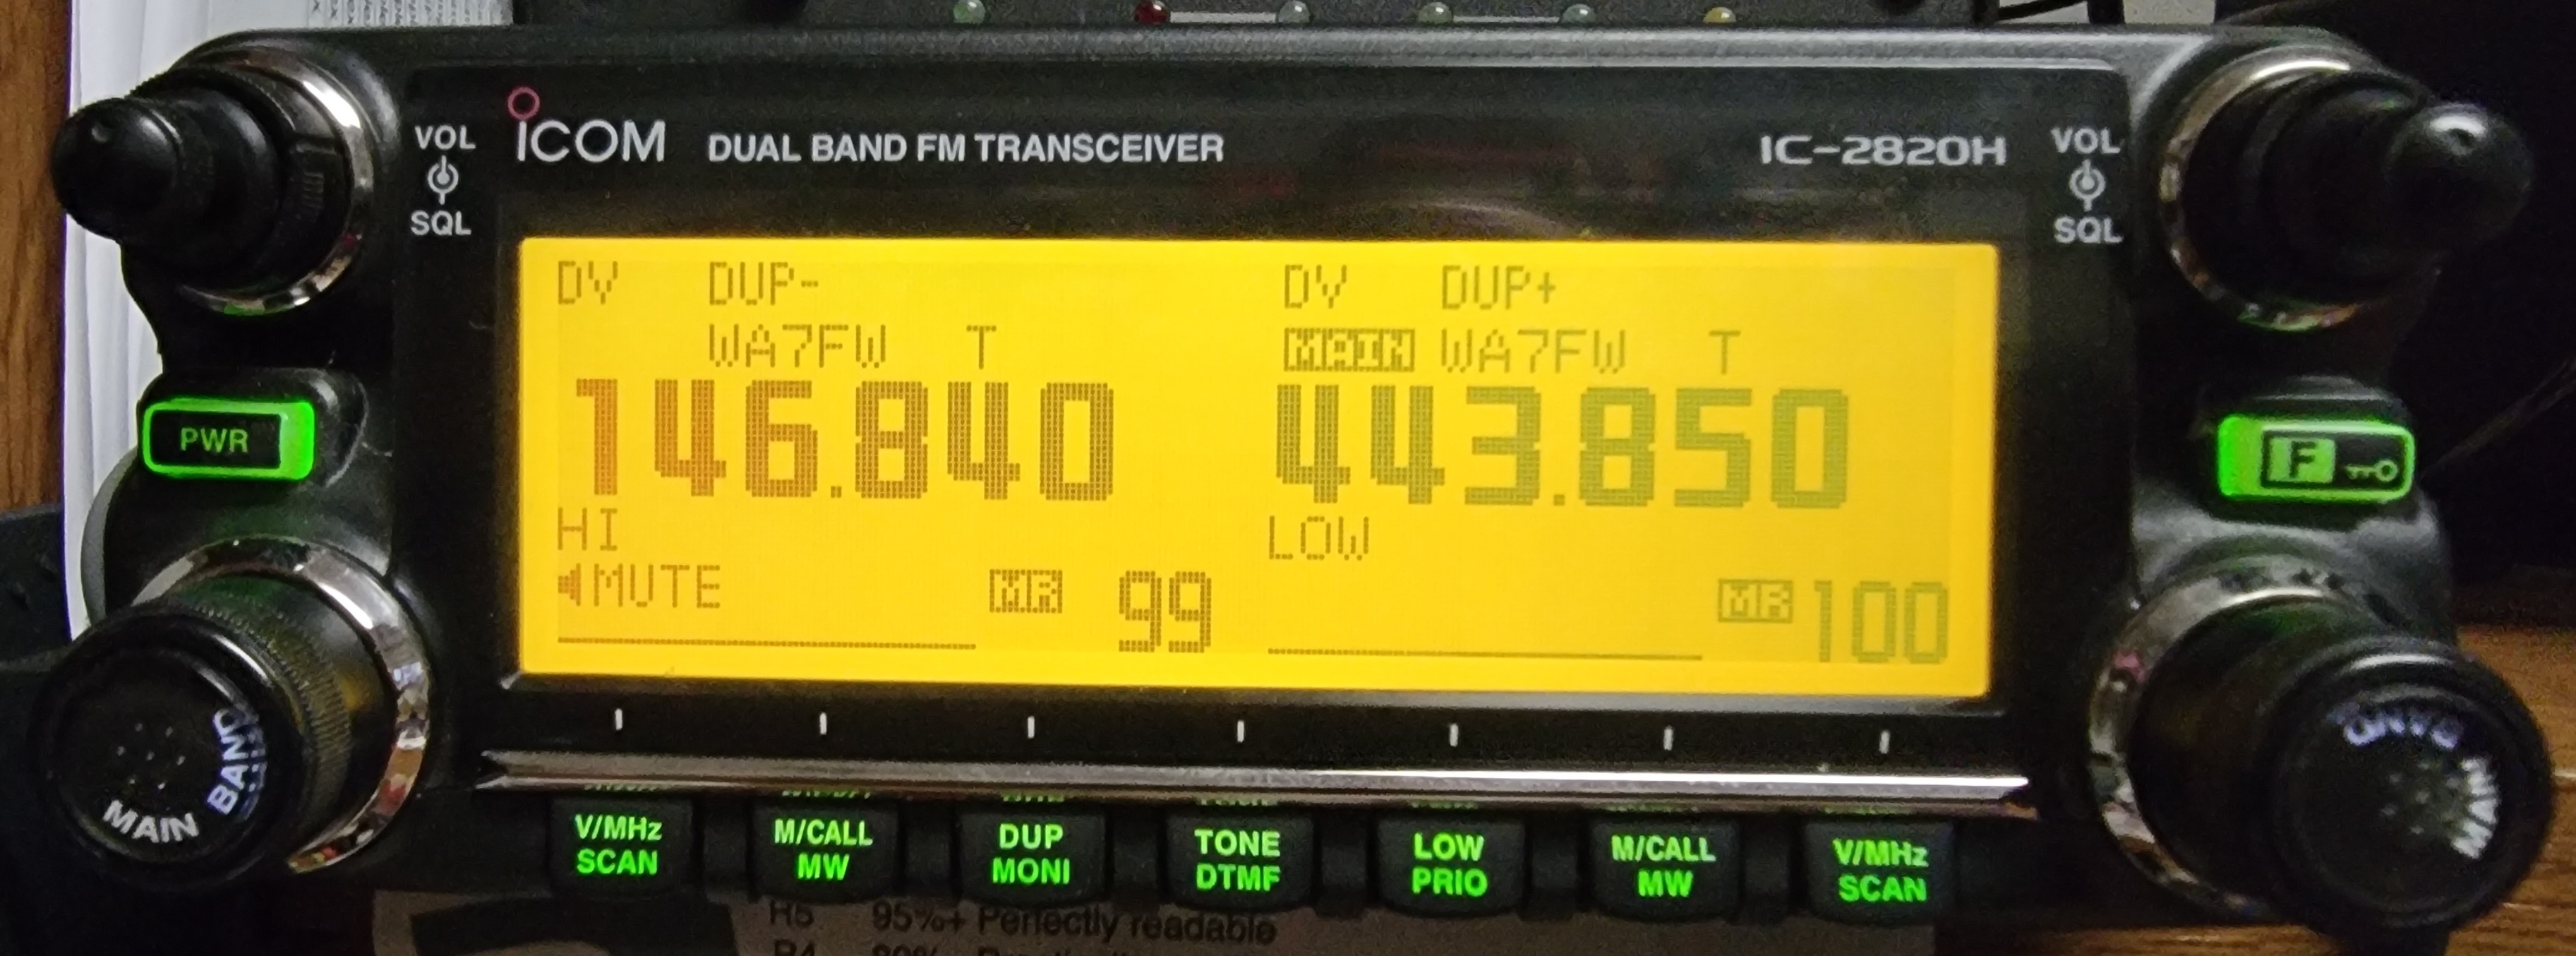 VOL
SQL
ICOM DUAL BAND FM TRANSCEIVER IC-2820H
VOL
SQL
DV DUP-
WA7FW T
146.840
HI
MUTE MR 99
DV DUP+
MAIN WA7FW T
443.850
LOW
MR 100
PWR
F
MAIN BAND
MAIN BAND
V/MHz
SCAN
M/CALL
MW
DUP
MONI
TONE
DTMF
LOW
PRIO
M/CALL
MW
V/MHz
SCAN
R5 95%+ Perfectly readable
R4